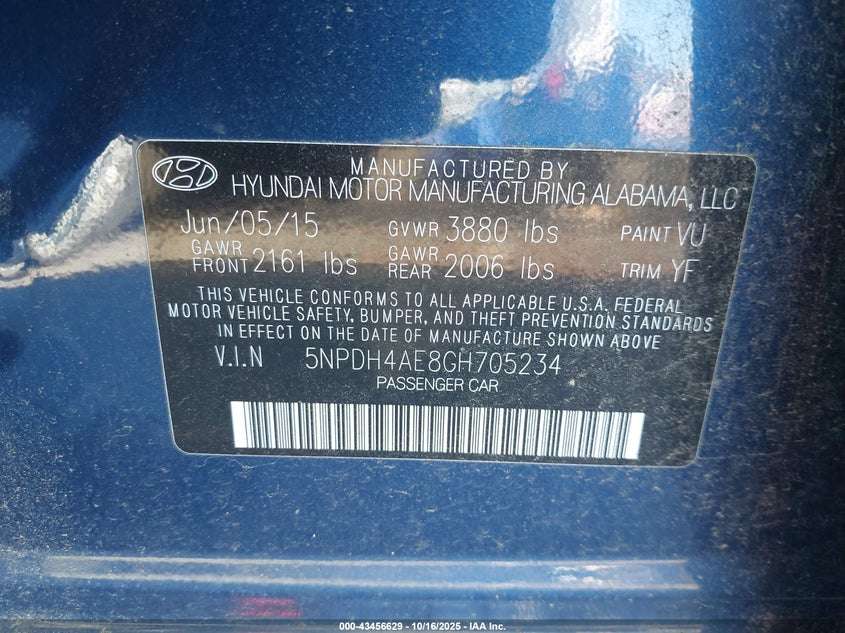 MANUFACTURED BY
HYUNDAI MOTOR MANUFACTURING ALABAMA, LLC
Jun/05/15 GVWR 3880 lbs PAINT VU
GAWR FRONT 2161 lbs GAWR REAR 2006 lbs TRIM YF
THIS VEHICLE CONFORMS TO ALL APPLICABLE U.S.A. FEDERAL
MOTOR VEHICLE SAFETY, BUMPER, AND THEFT PREVENTION STANDARDS
IN EFFECT ON THE DATE OF MANUFACTURE SHOWN ABOVE
V.I.N 5NPDH4AE8GH705234
PASSENGER CAR
000-43456629 - 10/16/2025 - IAA Inc.